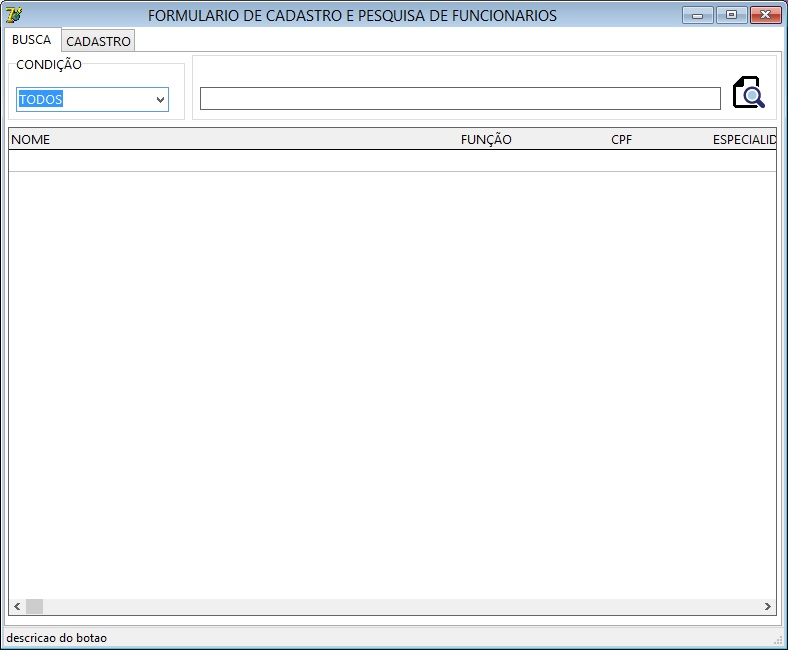 FORMULARIO DE CADASTRO E PESQUISA DE FUNCIONARIOS
BUSCA CADASTRO
CONDIÇÃO
TODOS
NOME FUNÇÃO CPF ESPECIALID
descricao do botao